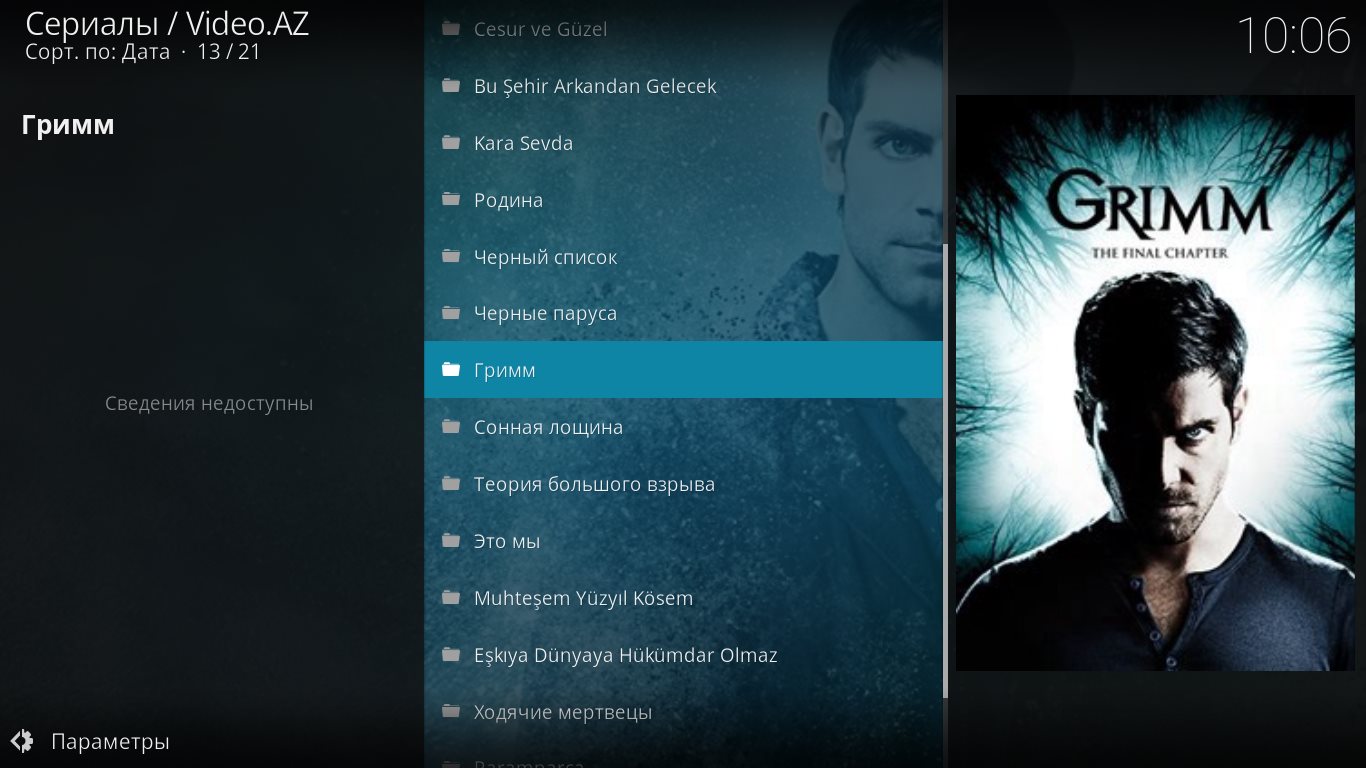 Сериалы / Video.AZ
Сорт. по: Дата · 13 / 21
10:06
Гримм
Сведения недоступны
Cesur ve Güzel
Bu Şehir Arkandan Gelecek
Kara Sevda
Родина
Черный список
Черные паруса
Гримм
Сонная лощина
Теория большого взрыва
Это мы
Muhteşem Yüzyıl Kösem
Eşkıya Dünyaya Hükümdar Olmaz
Ходячие мертвецы
GRIMM
THE FINAL CHAPTER
Параметры